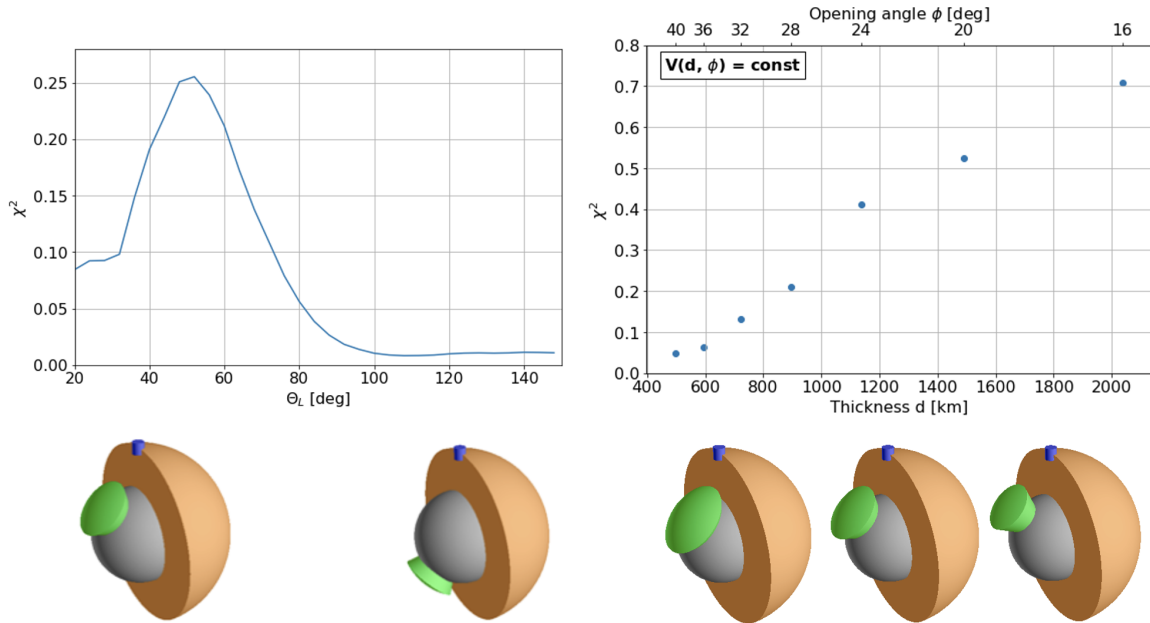 0.25
0.20
0.15
0.10
0.05
0.00
χ²
20 40 60 80 100 120 140
Θ_L [deg]
Opening angle ϕ [deg]
40 36 32 28 24 20 16
V(d, ϕ) = const
0.8
0.7
0.6
0.5
0.4
0.3
0.2
0.1
0.0
χ²
400 600 800 1000 1200 1400 1600 1800 2000
Thickness d [km]